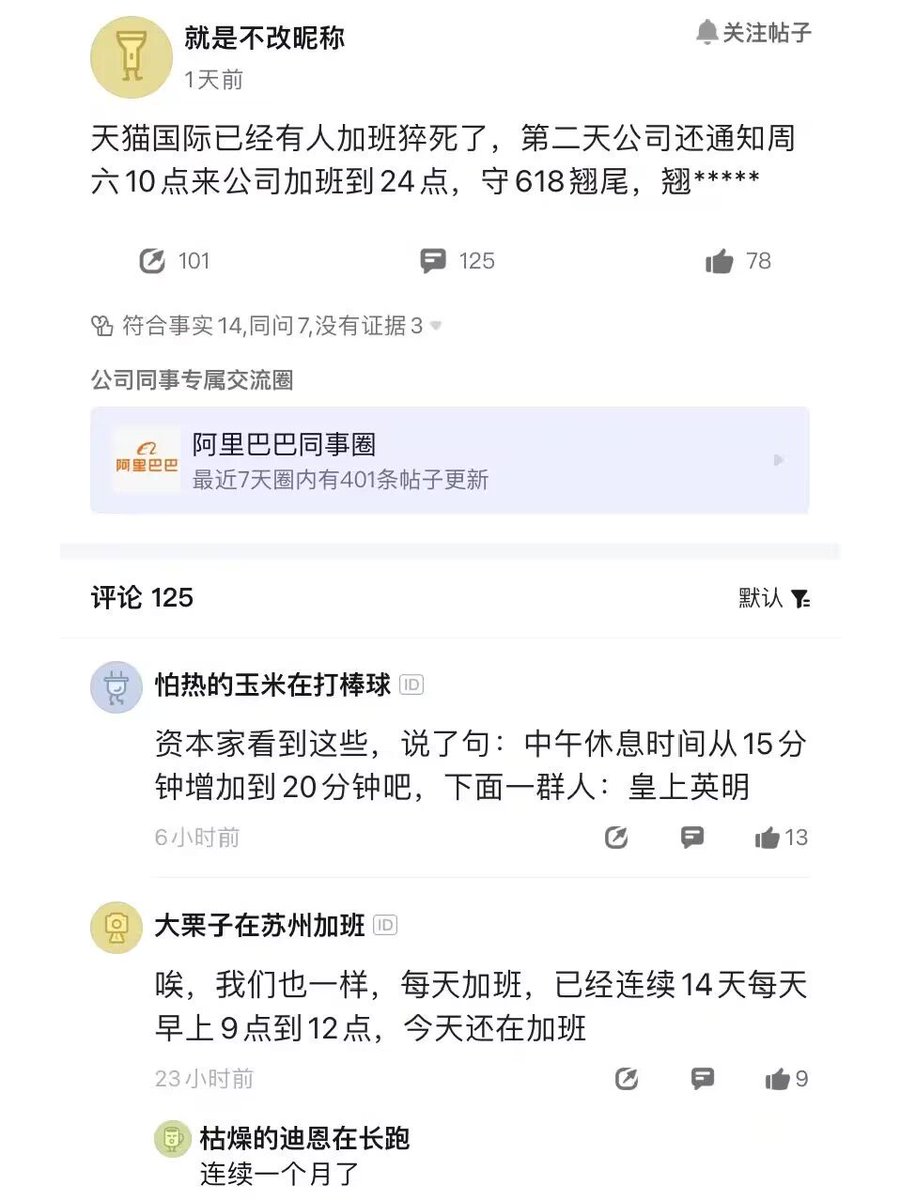 就是不改昵称
关注帖子
1天前
天猫国际已经有人加班猝死了，第二天公司还通知周
六10点来公司加班到24点，守618翘尾，翘*****
101
125
78
符合事实14,同问7,没有证据3
公司同事专属交流圈
阿里巴巴
阿里巴巴同事圈
最近7天圈内有401条帖子更新
评论 125
默认
怕热的玉米在打棒球 ID
资本家看到这些，说了句：中午休息时间从15分
钟增加到20分钟吧，下面一群人：皇上英明
6小时前
13
大栗子在苏州加班 ID
唉，我们也一样，每天加班，已经连续14天每天
早上9点到12点，今天还在加班
23小时前
9
枯燥的迪恩在长跑
连续一个月了